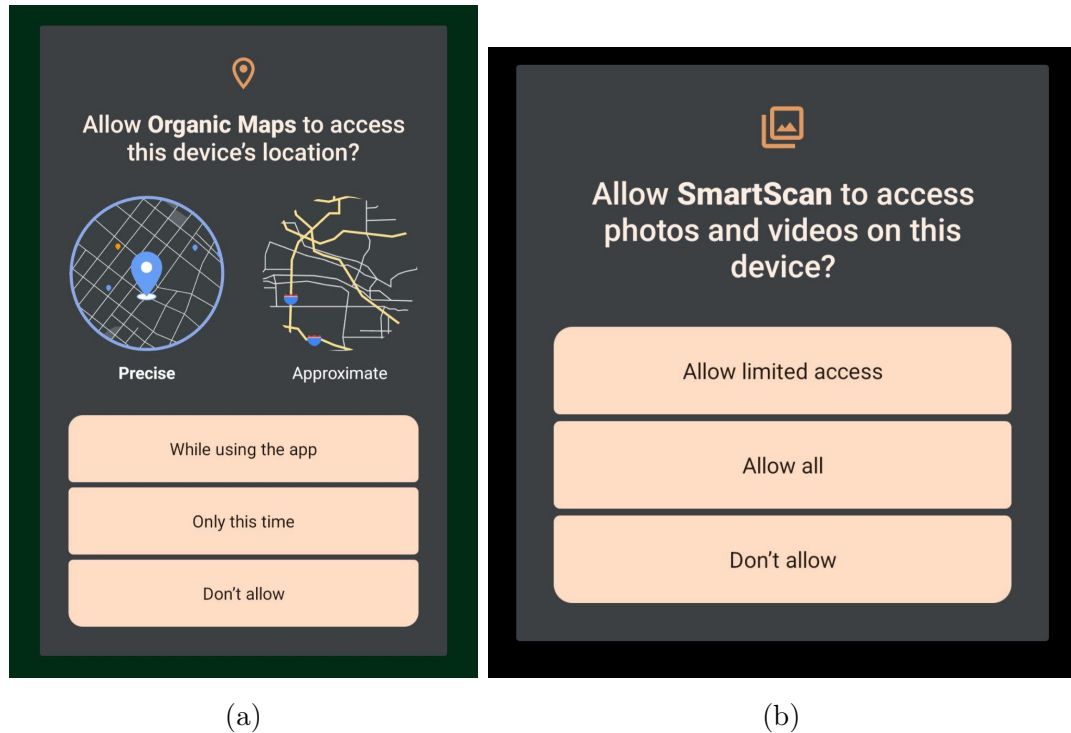 Allow Organic Maps to access
this device’s location?
Precise
Approximate
While using the app
Only this time
Don’t allow
(a)
Allow SmartScan to access
photos and videos on this
device?
Allow limited access
Allow all
Don’t allow
(b)